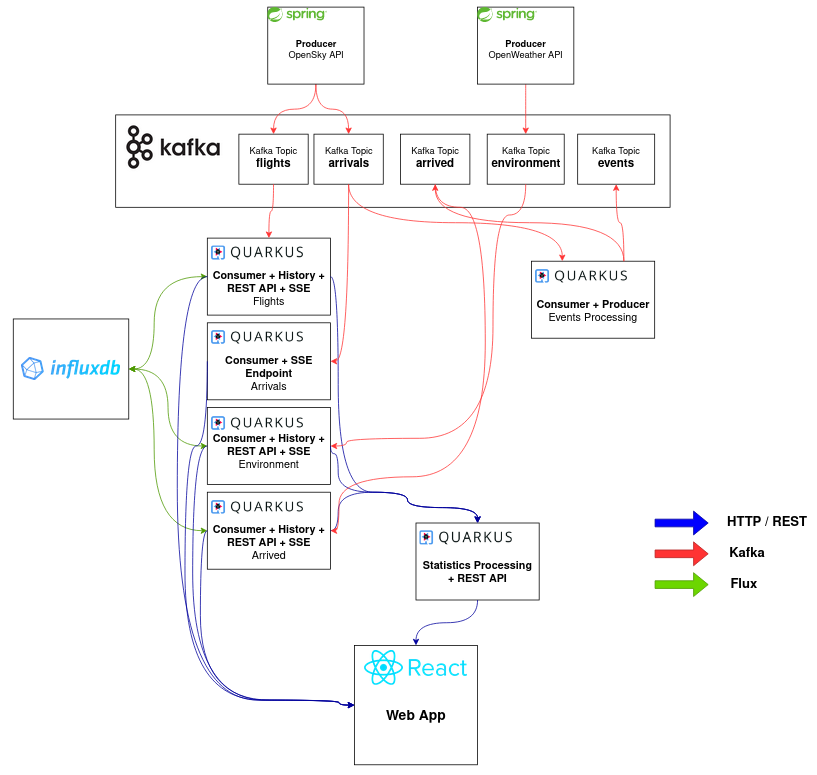 spring
Producer
OpenSky API
spring
Producer
OpenWeather API
kafka
Kafka Topic
flights
Kafka Topic
arrivals
Kafka Topic
arrived
Kafka Topic
environment
Kafka Topic
events
QUARKUS
Consumer + History +
REST API + SSE
Flights
QUARKUS
Consumer + Producer
Events Processing
influxdb
QUARKUS
Consumer + SSE
Endpoint
Arrivals
QUARKUS
Consumer + History +
REST API + SSE
Environment
QUARKUS
Consumer + History +
REST API + SSE
Arrived
QUARKUS
Statistics Processing
+ REST API
HTTP / REST
Kafka
Flux
React
Web App